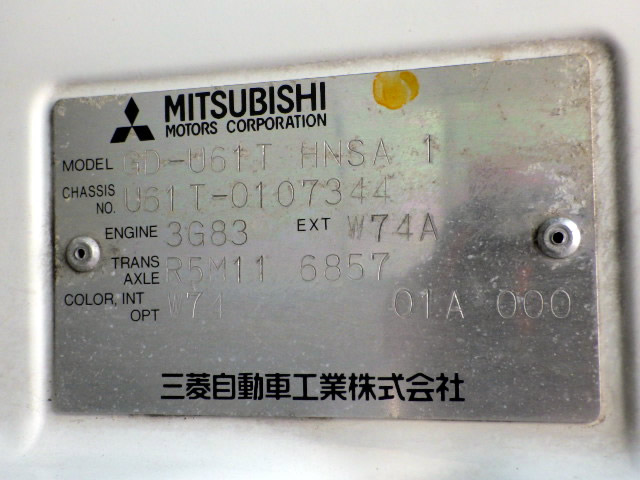 MITSUBISHI
MOTORS CORPORATION
MODEL GD-U61T HNSA 1
CHASSIS NO. U61T-0107344
ENGINE 3G83 EXT W74A
TRANS AXLE R5M11 6857
COLOR, INT OPT W74 01A 000
三菱自動車工業株式会社